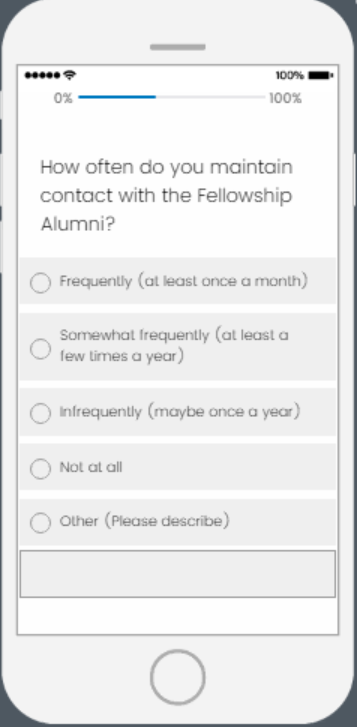 100%
0% 100%
How often do you maintain
contact with the Fellowship
Alumni?
Frequently (at least once a month)
Somewhat frequently (at least a
few times a year)
Infrequently (maybe once a year)
Not at all
Other (Please describe)